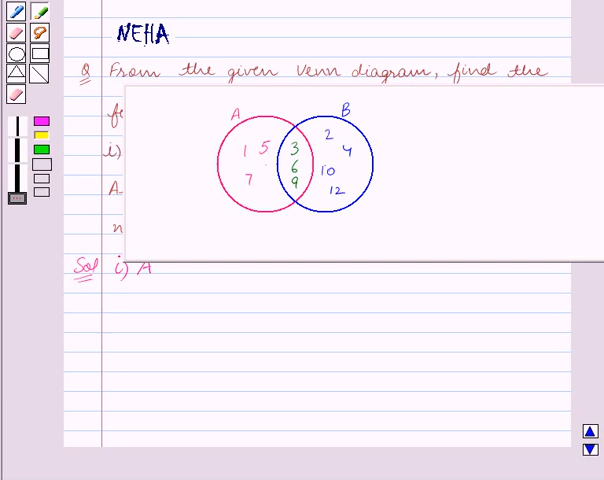 NEHA
Q From the given Venn diagram, find the
i)
A
B
1 5 3 2 4
7 6 10
9 12
A
n
Sol i) A